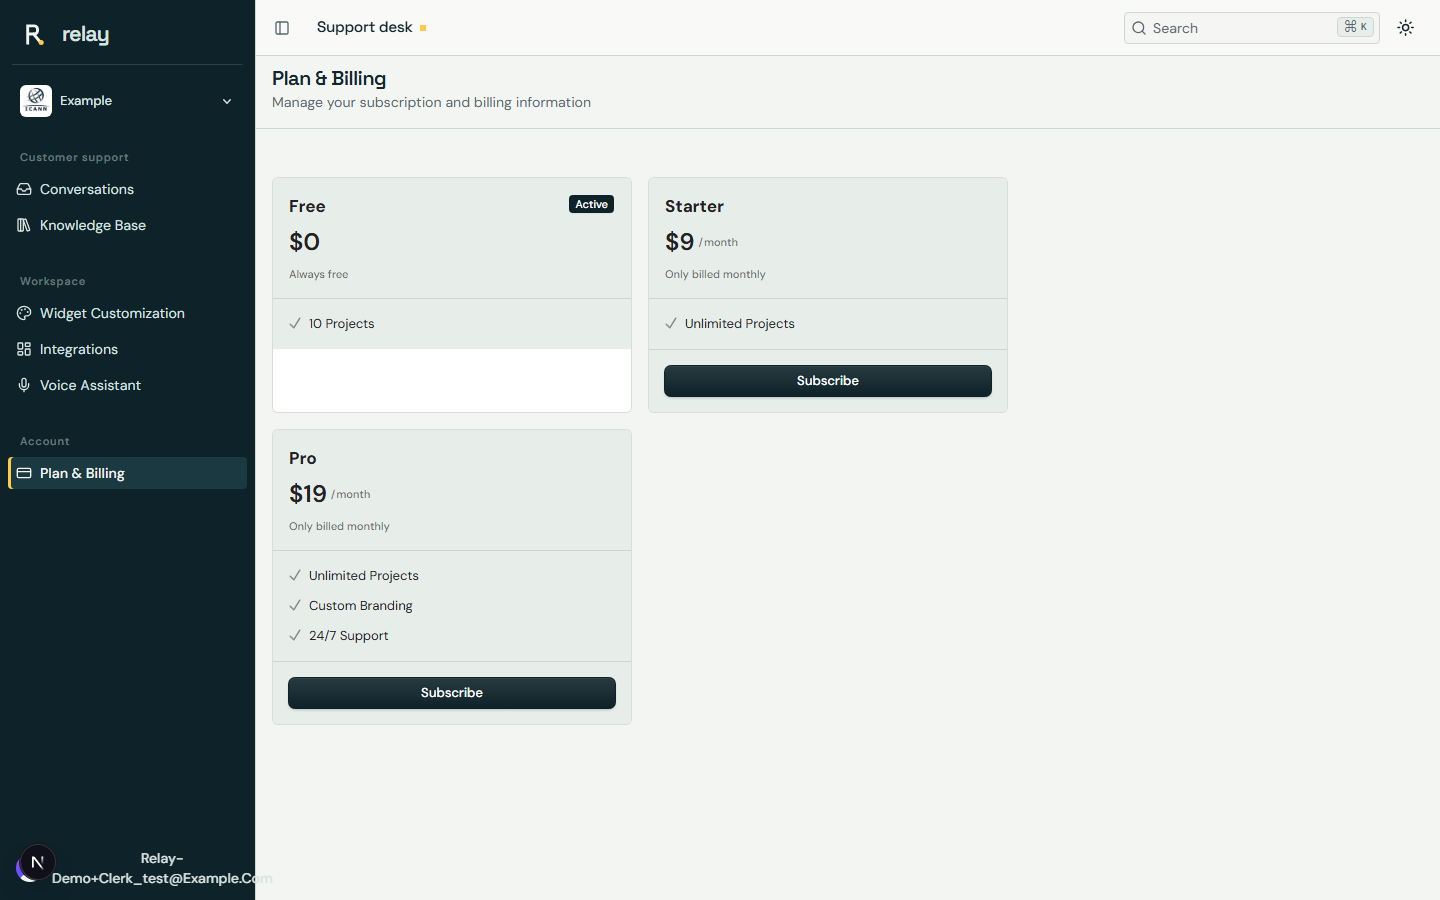 relay
Support desk
Search
⌘ K
Example
Plan & Billing
Manage your subscription and billing information
Customer support
Conversations
Knowledge Base
Workspace
Widget Customization
Integrations
Voice Assistant
Account
Plan & Billing
Free
Active
$0
Always free
10 Projects
Starter
$9 /month
Only billed monthly
Unlimited Projects
Subscribe
Pro
$19 /month
Only billed monthly
Unlimited Projects
Custom Branding
24/7 Support
Subscribe
N
Relay-
Demo+Clerk_test@Example.Com